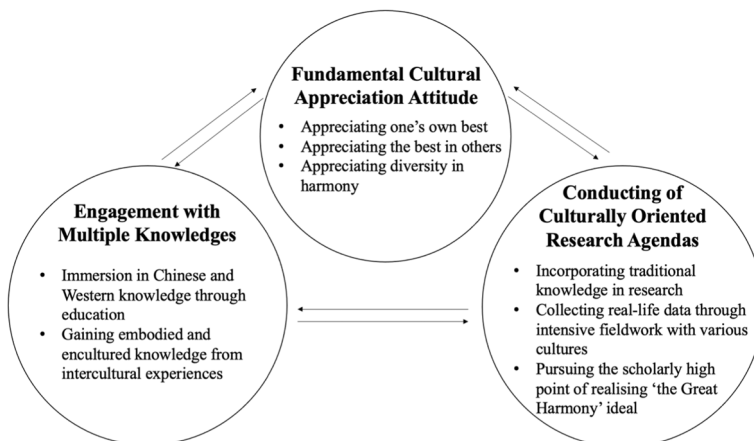 Fundamental Cultural
Appreciation Attitude
• Appreciating one's own best
• Appreciating the best in others
• Appreciating diversity in
harmony
Engagement with
Multiple Knowledges
• Immersion in Chinese and
Western knowledge through
education
• Gaining embodied and
encultured knowledge from
intercultural experiences
Conducting of
Culturally Oriented
Research Agendas
• Incorporating traditional
knowledge in research
• Collecting real-life data through
intensive fieldwork with various
cultures
• Pursuing the scholarly high
point of realising 'the Great
Harmony' ideal